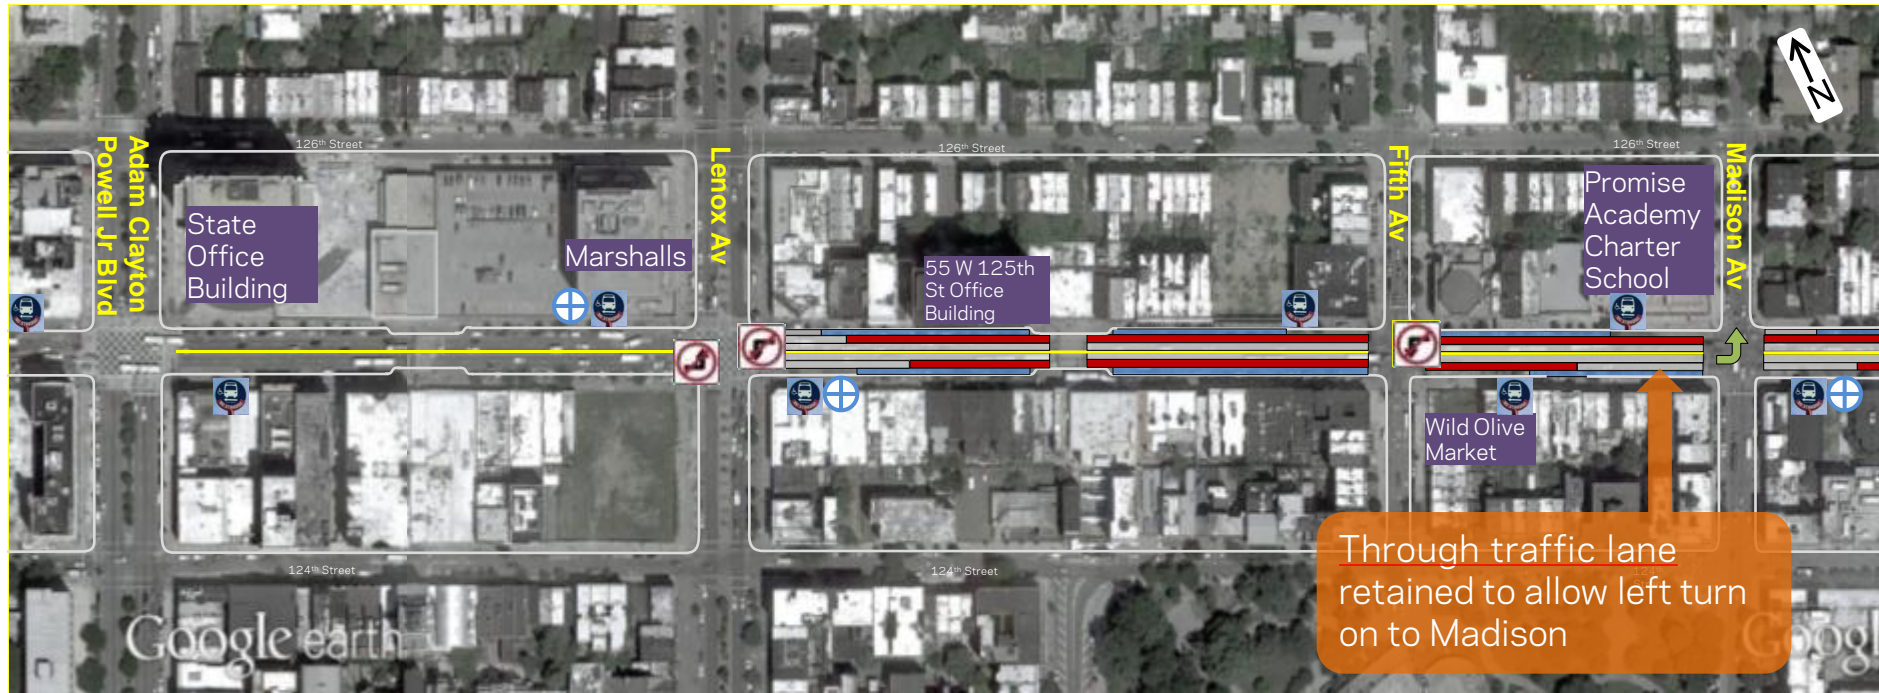 N
126th Street
126th Street
126th Street
Adam Clayton
Powell Jr Blvd
Lenox Av
Fifth Av
Madison Av
State
Office
Building
Marshalls
55 W 125th
St Office
Building
Promise
Academy
Charter
School
Wild Olive
Market
124th Street
124th Street
Through traffic lane
retained to allow left turn
on to Madison
Google earth
Googl